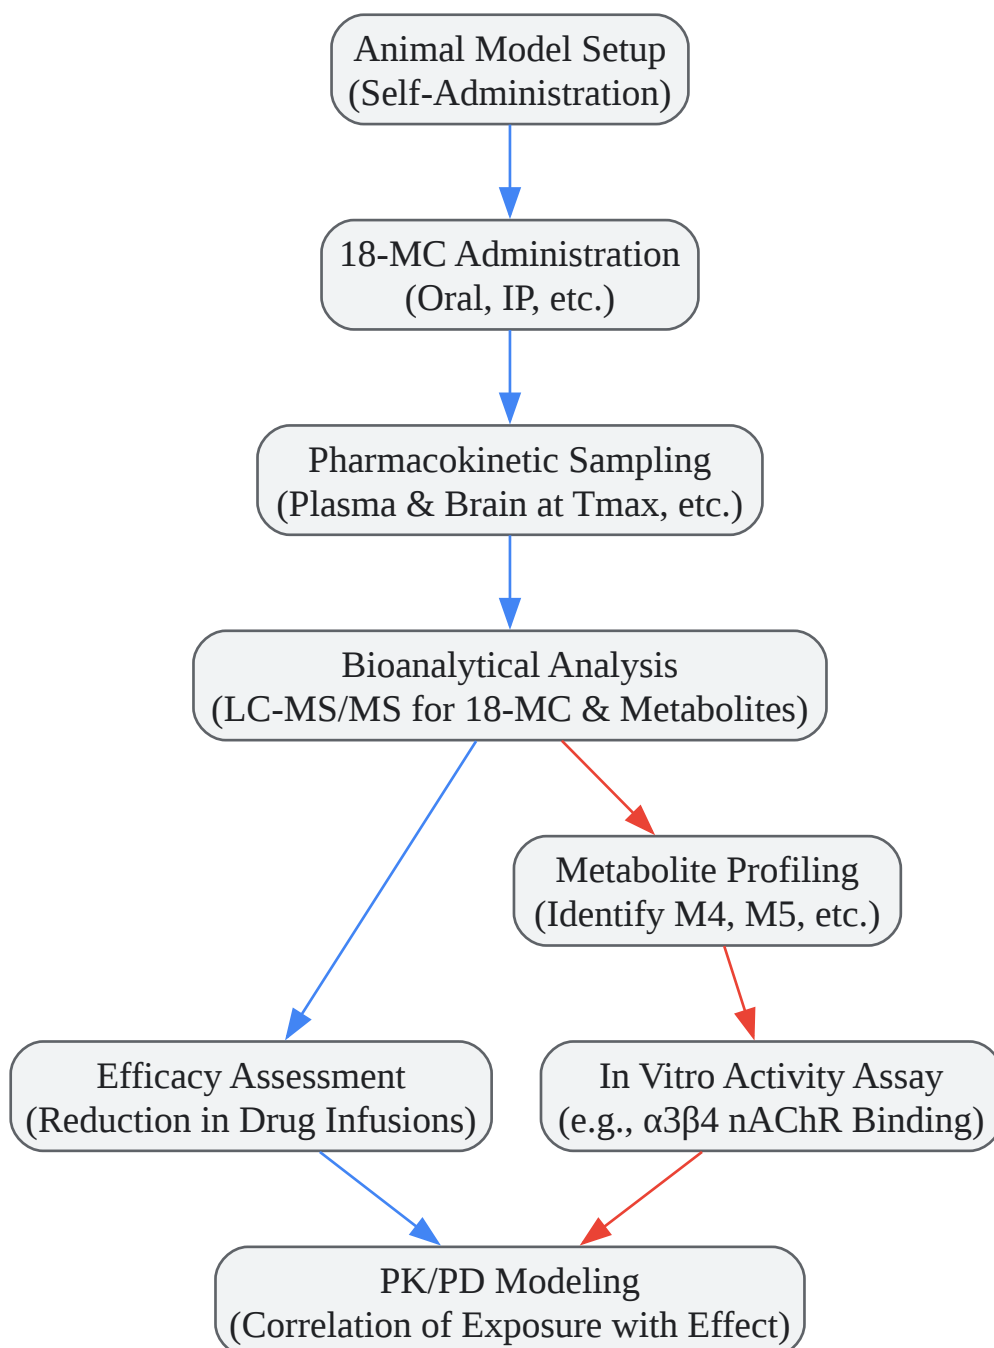 Animal Model Setup
(Self-Administration)
18-MC Administration
(Oral, IP, etc.)
Pharmacokinetic Sampling
(Plasma & Brain at Tmax, etc.)
Bioanalytical Analysis
(LC-MS/MS for 18-MC & Metabolites)
Metabolite Profiling
(Identify M4, M5, etc.)
Efficacy Assessment
(Reduction in Drug Infusions)
In Vitro Activity Assay
(e.g., α3β4 nAChR Binding)
PK/PD Modeling
(Correlation of Exposure with Effect)